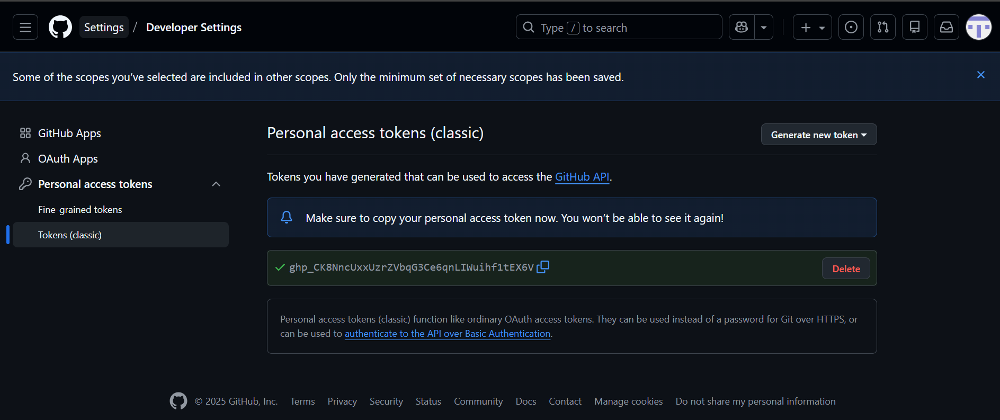 Settings / Developer Settings
Type / to search
Some of the scopes you’ve selected are included in other scopes. Only the minimum set of necessary scopes has been saved.
GitHub Apps
OAuth Apps
Personal access tokens
Fine-grained tokens
Tokens (classic)
Personal access tokens (classic)
Generate new token
Tokens you have generated that can be used to access the GitHub API.
Make sure to copy your personal access token now. You won’t be able to see it again!
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
Delete
Personal access tokens (classic) function like ordinary OAuth access tokens. They can be used instead of a password for Git over HTTPS, or
can be used to authenticate to the API over Basic Authentication.
© 2025 GitHub, Inc. Terms Privacy Security Status Community Docs Contact Manage cookies Do not share my personal information